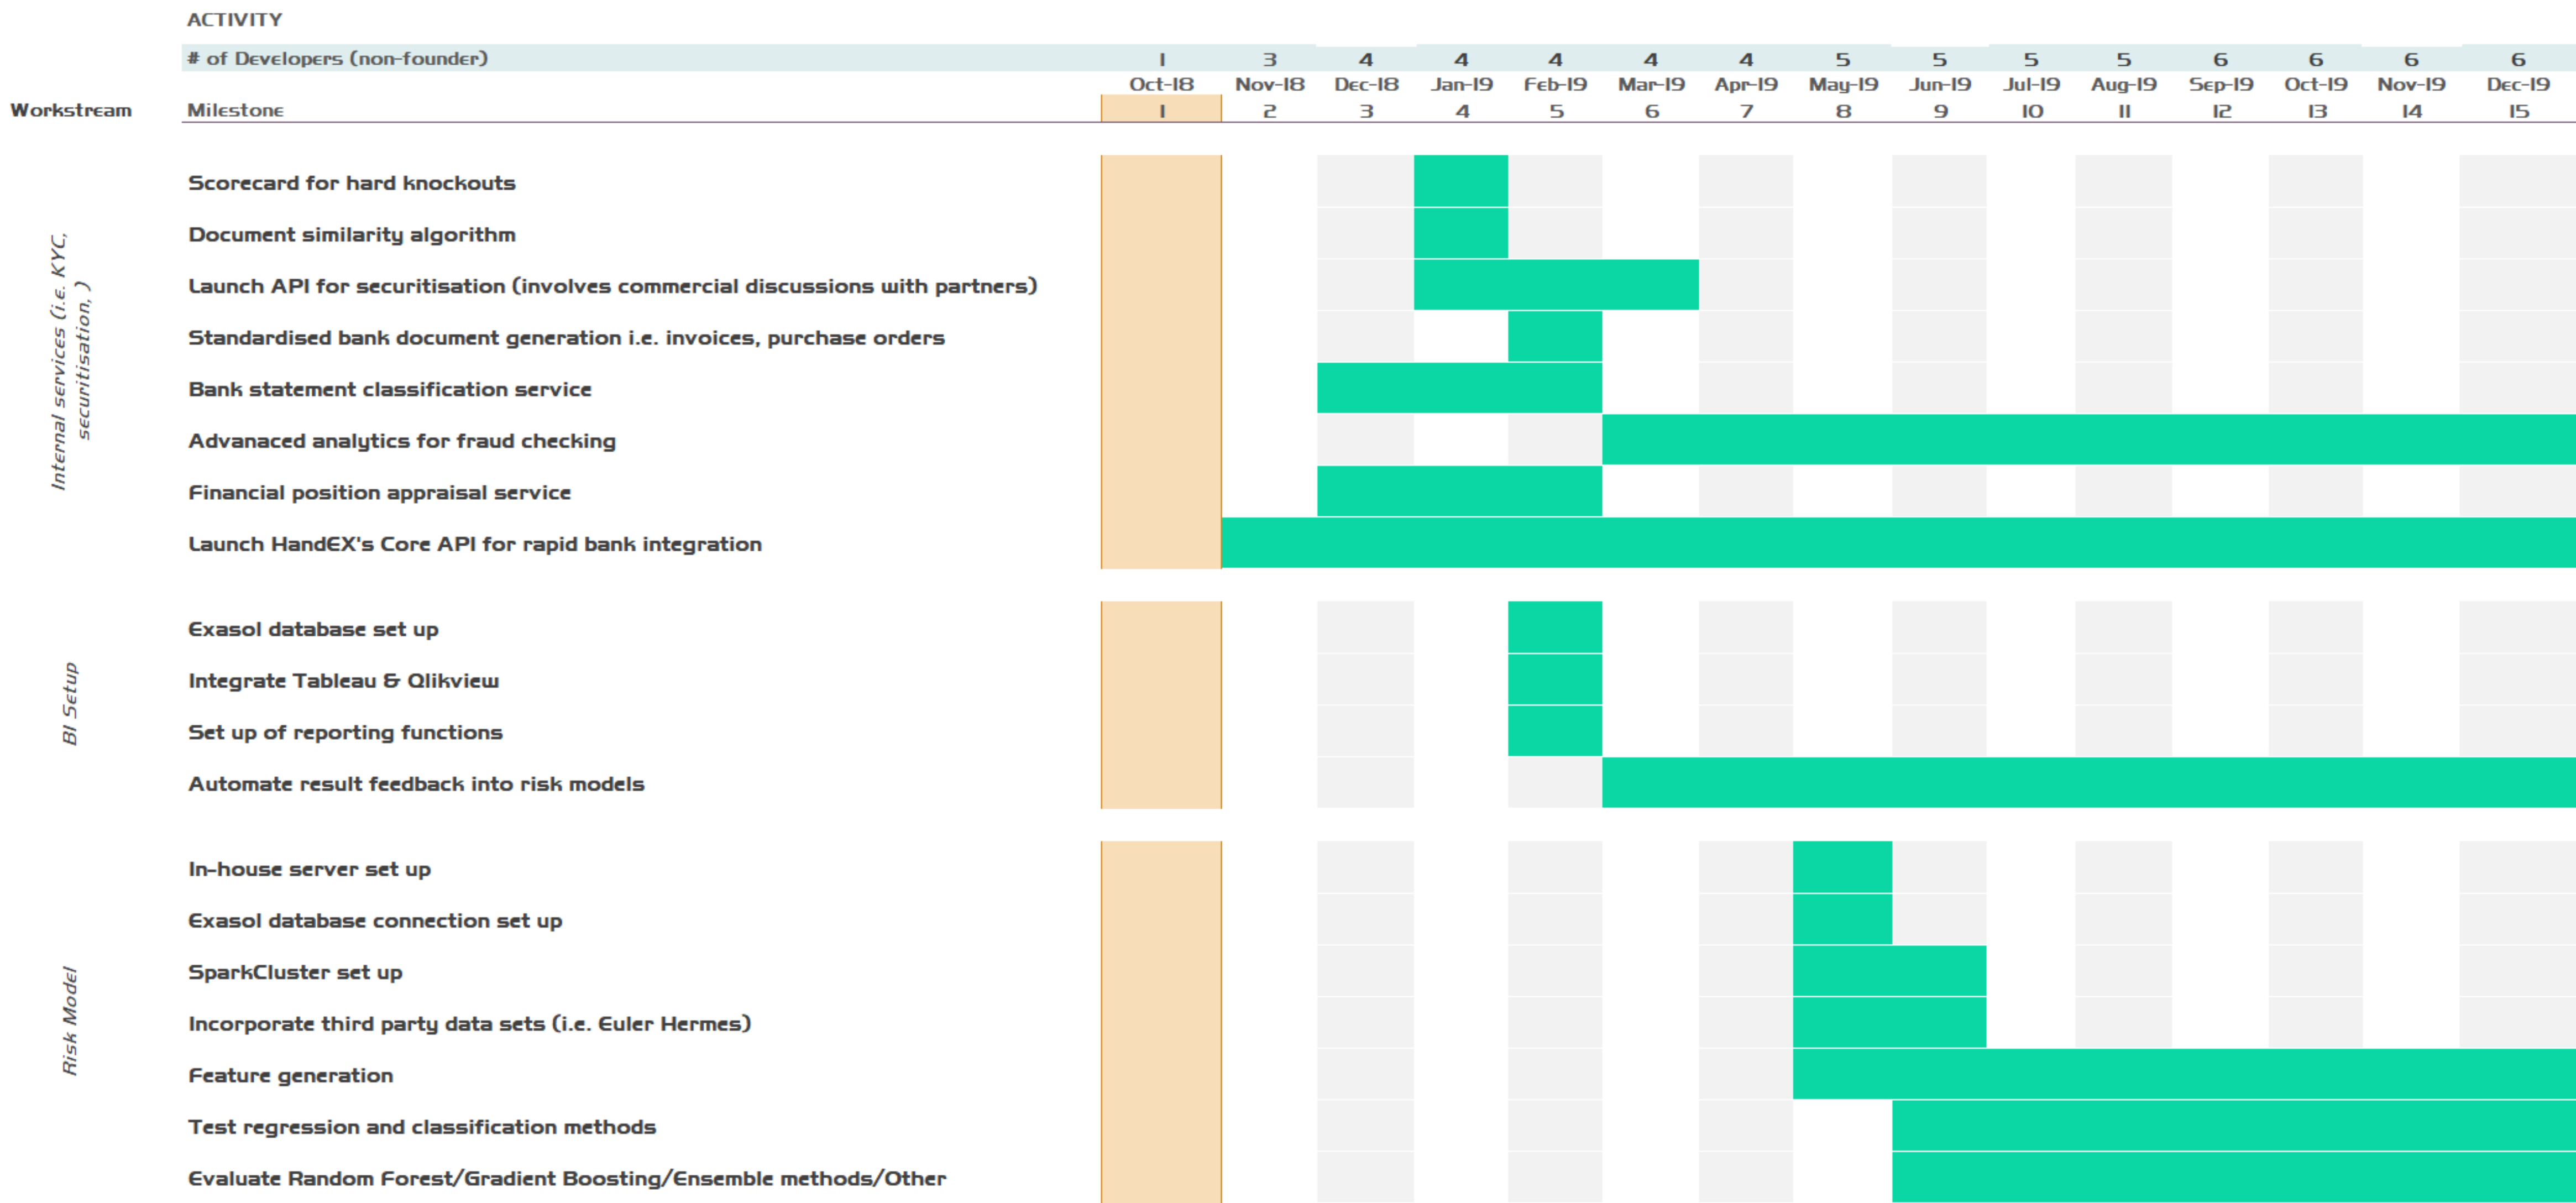 ACTIVITY
# of Developers (non-founder) 1 3 4 4 4 4 4 5 5 5 5 6 6 6 6
Oct-18 Nov-18 Dec-18 Jan-19 Feb-19 Mar-19 Apr-19 May-19 Jun-19 Jul-19 Aug-19 Sep-19 Oct-19 Nov-19 Dec-19
Workstream Milestone 1 2 3 4 5 6 7 8 9 10 11 12 13 14 15
Internal services (i.e. KYC,
securitisation, )
Scorecard for hard knockouts
Document similarity algorithm
Launch API for securitisation (involves commercial discussions with partners)
Standardised bank document generation i.e. invoices, purchase orders
Bank statement classification service
Advanaced analytics for fraud checking
Financial position appraisal service
Launch HandEX's Core API for rapid bank integration
BI Setup
Exasol database set up
Integrate Tableau & Qlikview
Set up of reporting functions
Automate result feedback into risk models
Risk Model
In-house server set up
Exasol database connection set up
SparkCluster set up
Incorporate third party data sets (i.e. Euler Hermes)
Feature generation
Test regression and classification methods
Evaluate Random Forest/Gradient Boosting/Ensemble methods/Other